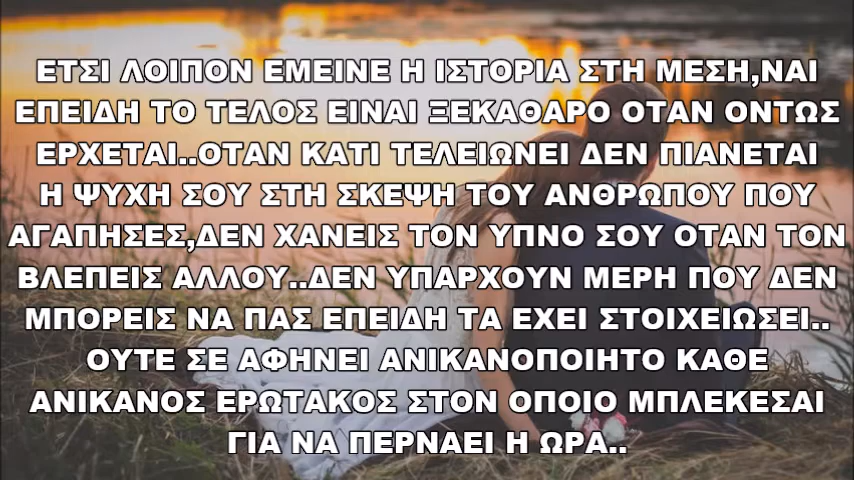 ΕΤΣΙ ΛΟΙΠΟΝ ΕΜΕΙΝΕ Η ΙΣΤΟΡΙΑ ΣΤΗ ΜΕΣΗ,ΝΑΙ
ΕΠΕΙΔΗ ΤΟ ΤΕΛΟΣ ΕΙΝΑΙ ΞΕΚΑΘΑΡΟ ΟΤΑΝ ΟΝΤΩΣ
ΕΡΧΕΤΑΙ..ΟΤΑΝ ΚΑΤΙ ΤΕΛΕΙΩΝΕΙ ΔΕΝ ΠΙΑΝΕΤΑΙ
Η ΨΥΧΗ ΣΟΥ ΣΤΗ ΣΚΕΨΗ ΤΟΥ ΑΝΘΡΩΠΟΥ ΠΟΥ
ΑΓΑΠΗΣΕΣ,ΔΕΝ ΧΑΝΕΙΣ ΤΟΝ ΥΠΝΟ ΣΟΥ ΟΤΑΝ ΤΟΝ
ΒΛΕΠΕΙΣ ΑΛΛΟΥ..ΔΕΝ ΥΠΑΡΧΟΥΝ ΜΕΡΗ ΠΟΥ ΔΕΝ
ΜΠΟΡΕΙΣ ΝΑ ΠΑΣ ΕΠΕΙΔΗ ΤΑ ΕΧΕΙ ΣΤΟΙΧΕΙΩΣΕΙ..
ΟΥΤΕ ΣΕ ΑΦΗΝΕΙ ΑΝΙΚΑΝΟΠΟΙΗΤΟ ΚΑΘΕ
ΑΝΙΚΑΝΟΣ ΕΡΩΤΑΚΟΣ ΣΤΟΝ ΟΠΟΙΟ ΜΠΛΕΚΕΣΑΙ
ΓΙΑ ΝΑ ΠΕΡΝΑΕΙ Η ΩΡΑ..